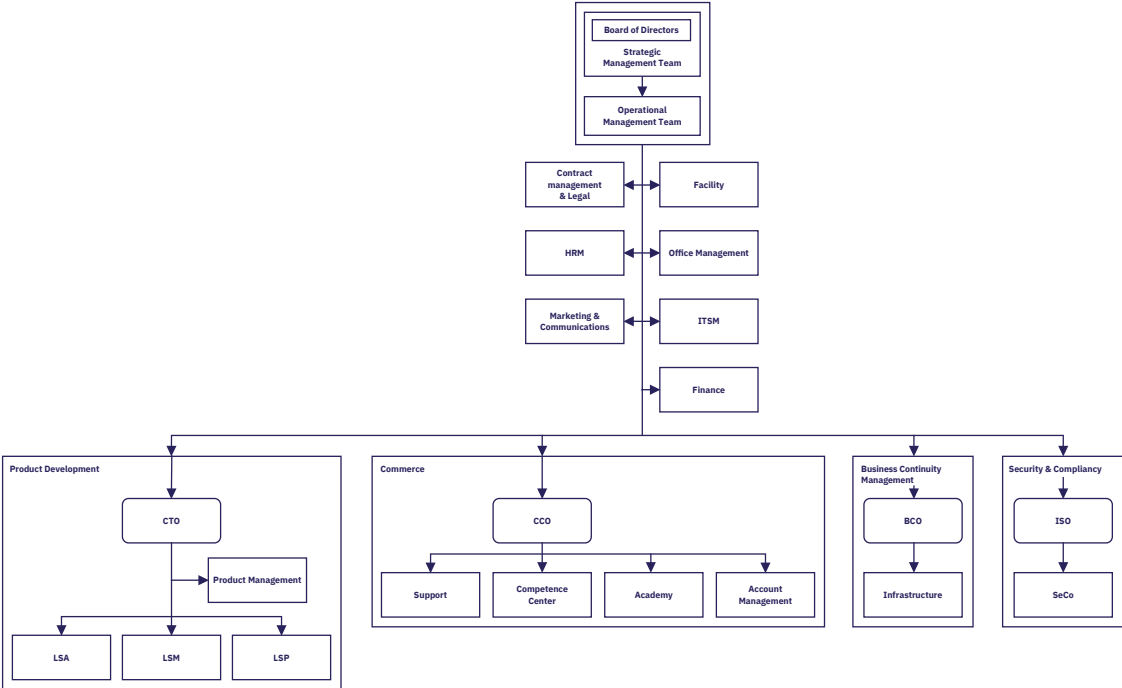 Board of Directors
Strategic
Management Team
Operational
Management Team
Contract
management
& Legal
Facility
HRM
Office Management
Marketing &
Communications
ITSM
Finance
Product Development
CTO
Product Management
LSA
LSM
LSP
Commerce
CCO
Support
Competence
Center
Academy
Account
Management
Business Continuity
Management
BCO
Infrastructure
Security & Compliancy
ISO
SeCo